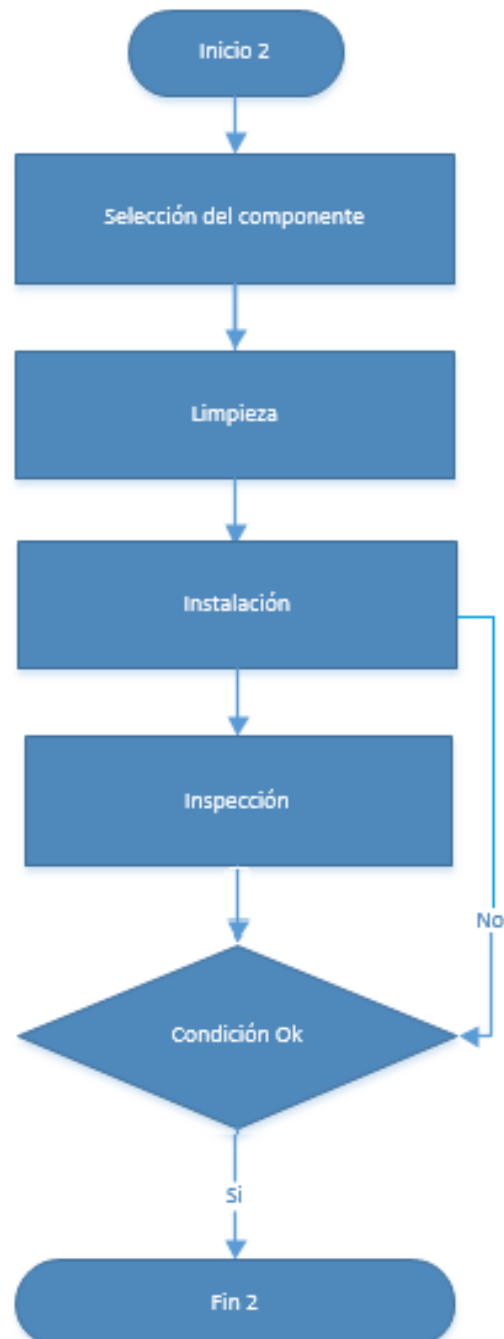 Inicio 2
Selección del componente
Limpieza
Instalación
Inspección
No
Condición Ok
Si
Fin 2